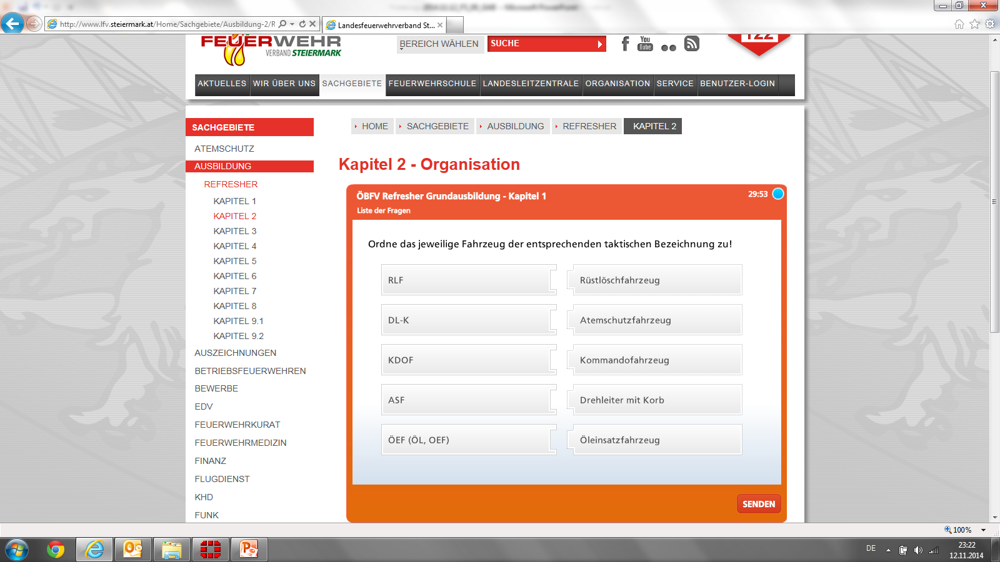 http://www.lfv.steiermark.at/Home/Sachgebiete/Ausbildung-2/R
Landesfeuerwehrverband St...
FEUERWEHR
VERBAND STEIERMARK
BEREICH WÄHLEN
SUCHE
You
Tube
122
AKTUELLES WIR ÜBER UNS SACHGEBIETE FEUERWEHRSCHULE LANDESLEITZENTRALE ORGANISATION SERVICE BENUTZER-LOGIN
SACHGEBIETE
ATEMSCHUTZ
AUSBILDUNG
REFRESHER
KAPITEL 1
KAPITEL 2
KAPITEL 3
KAPITEL 4
KAPITEL 5
KAPITEL 6
KAPITEL 7
KAPITEL 8
KAPITEL 9.1
KAPITEL 9.2
AUSZEICHNUNGEN
BETRIEBSFEUERWEHREN
BEWERBE
EDV
FEUERWEHRKURAT
FEUERWEHRMEDIZIN
FINANZ
FLUGDIENST
KHD
FUNK
HOME SACHGEBIETE AUSBILDUNG REFRESHER KAPITEL 2
Kapitel 2 - Organisation
ÖBFV Refresher Grundausbildung - Kapitel 1
29:53
Liste der Fragen
Ordne das jeweilige Fahrzeug der entsprechenden taktischen Bezeichnung zu!
RLF Rüstlöschfahrzeug
DL-K Atemschutzfahrzeug
KDOF Kommandofahrzeug
ASF Drehleiter mit Korb
ÖEF (ÖL, OEF) Öleinsatzfahrzeug
SENDEN
100%
DE
23:22
12.11.2014